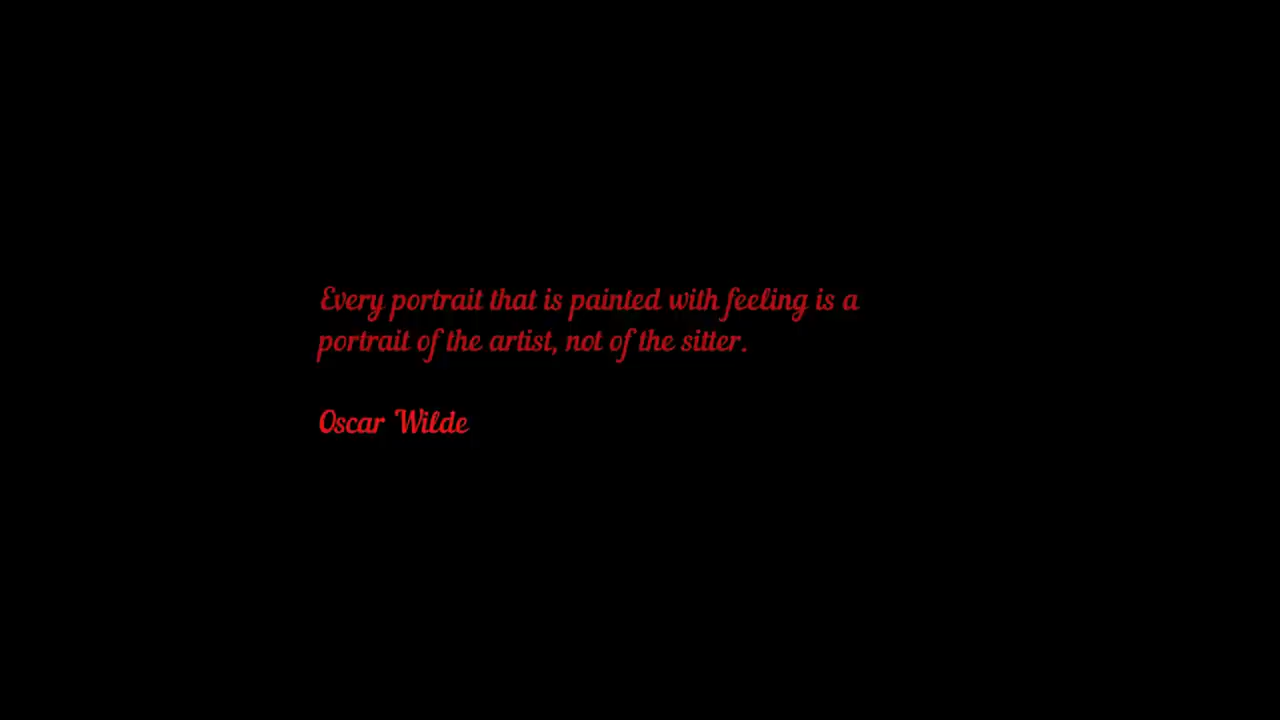 Every portrait that is painted with feeling is a
portrait of the artist, not of the sitter.
Oscar Wilde